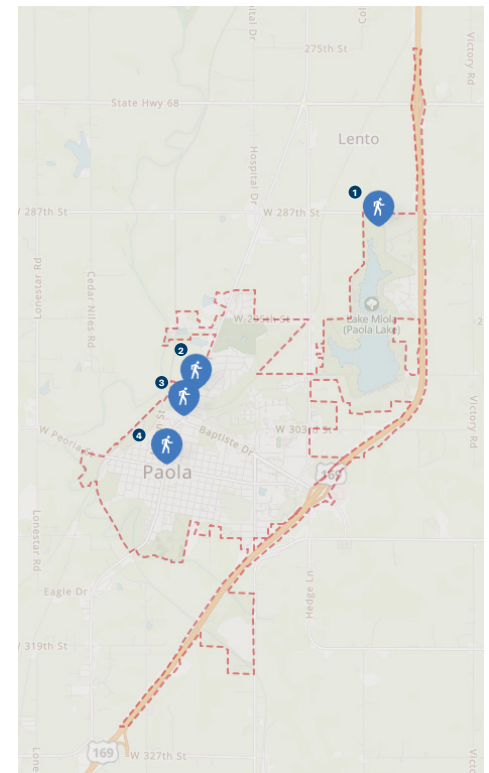 275th St
Victory Rd
State Hwy 68
Lento
Hospital Dr
1
W 287th St
W 287th St
Lonestar Rd
Cedar Niles Rd
Lake Miola
(Paola Lake)
2
2
3
W 303rd St
Victory Rd
4
W Peoria St
Baptiste Dr
Paola
169
Lonestar Rd
Eagle Dr
Hedge Ln
W 319th St
169
W 327th St